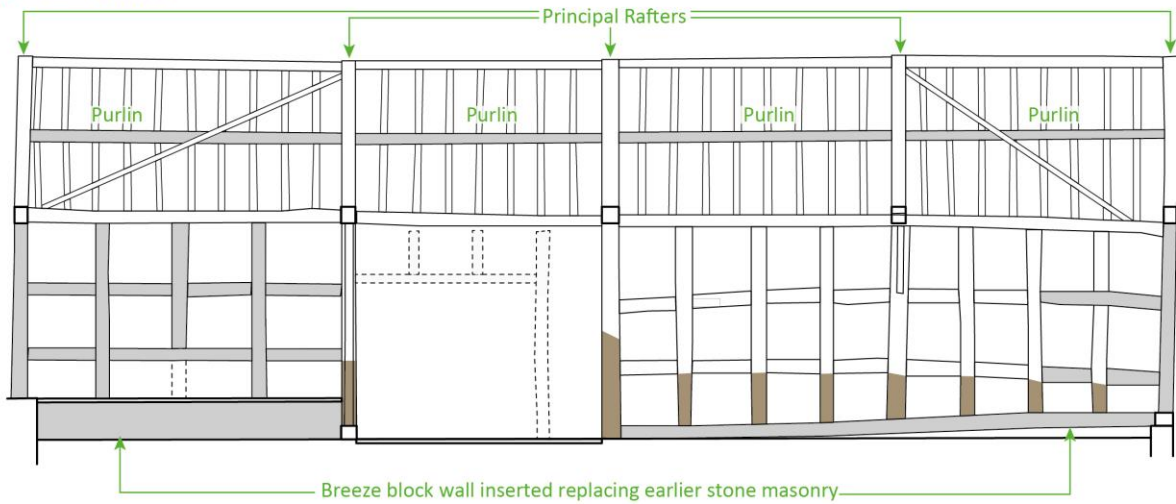 Principal Rafters
Purlin
Purlin
Purlin
Purlin
Breeze block wall inserted replacing earlier stone masonry